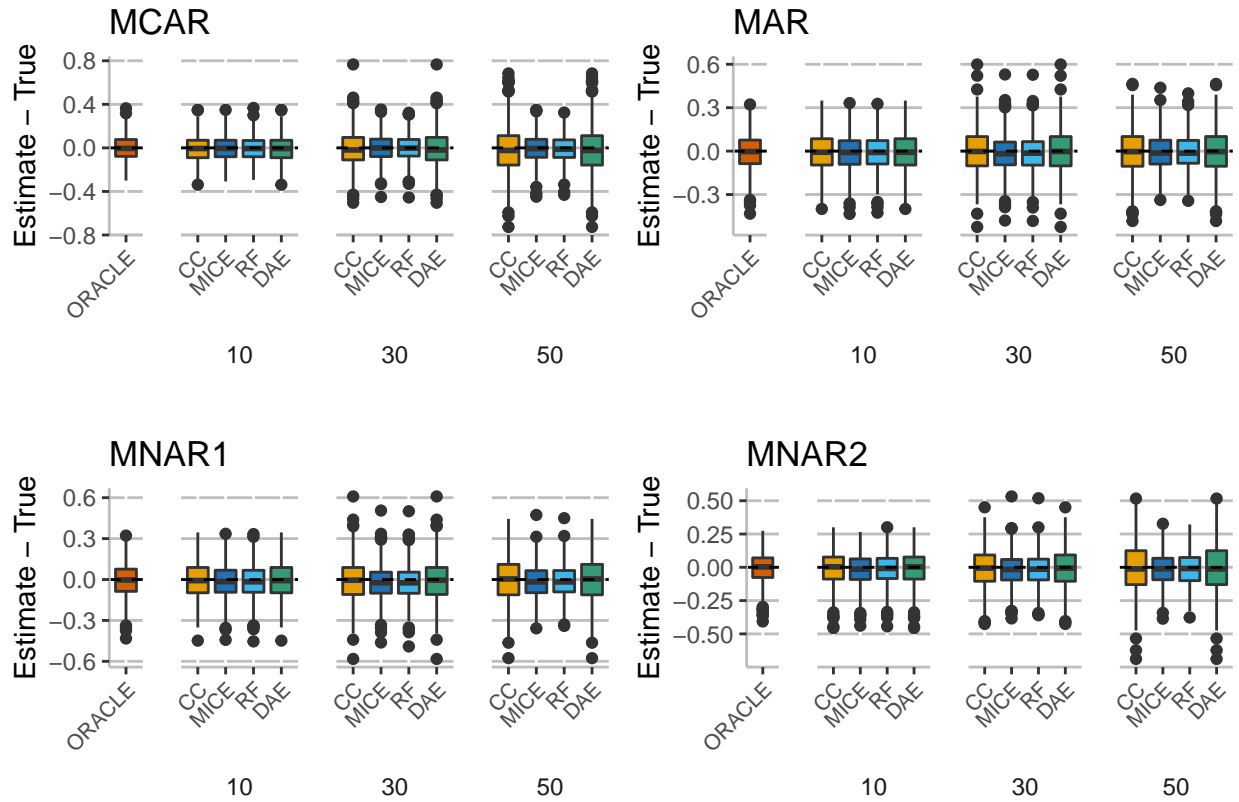 MCAR
Estimate – True
0.8
0.4
0.0
−0.4
−0.8
ORACLE
CC
MICE
RF
DAE
CC
MICE
RF
DAE
CC
MICE
RF
DAE
10
30
50
MAR
Estimate – True
0.6
0.3
0.0
−0.3
ORACLE
CC
MICE
RF
DAE
CC
MICE
RF
DAE
CC
MICE
RF
DAE
10
30
50
MNAR1
Estimate – True
0.6
0.3
0.0
−0.3
−0.6
ORACLE
CC
MICE
RF
DAE
CC
MICE
RF
DAE
CC
MICE
RF
DAE
10
30
50
MNAR2
Estimate – True
0.50
0.25
0.00
−0.25
−0.50
ORACLE
CC
MICE
RF
DAE
CC
MICE
RF
DAE
CC
MICE
RF
DAE
10
30
50